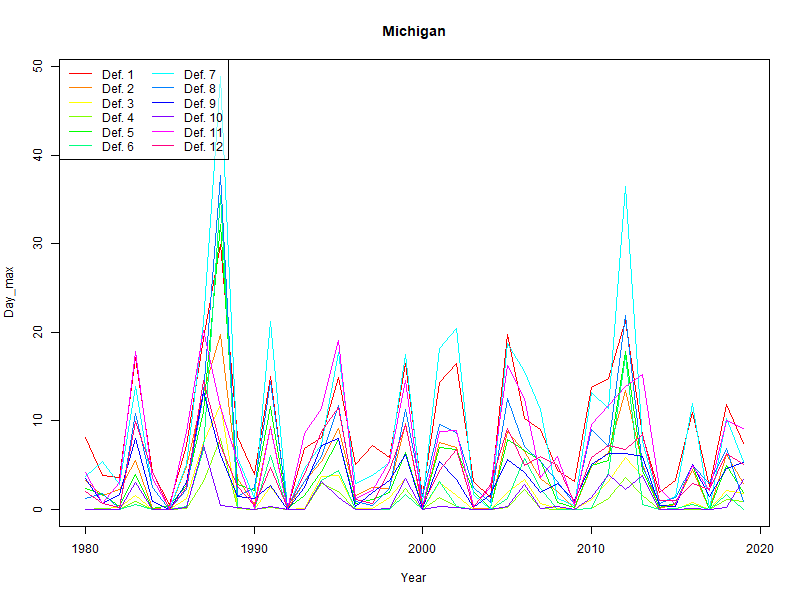 Michigan
Def. 1 Def. 7
Def. 2 Def. 8
Def. 3 Def. 9
Def. 4 Def. 10
Def. 5 Def. 11
Def. 6 Def. 12
50
40
30
20
10
0
Day_max
1980 1990 2000 2010 2020
Year